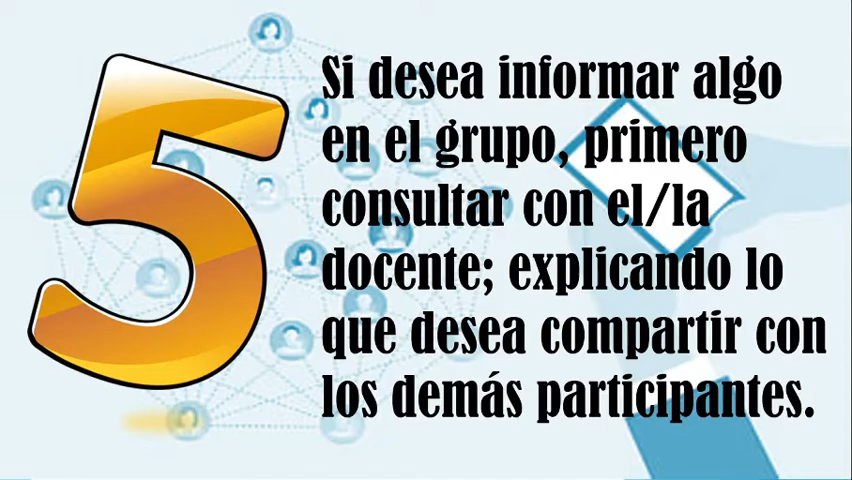 5
Si desea informar algo
en el grupo, primero
consultar con el/la
docente; explicando lo
que desea compartir con
los demás participantes.